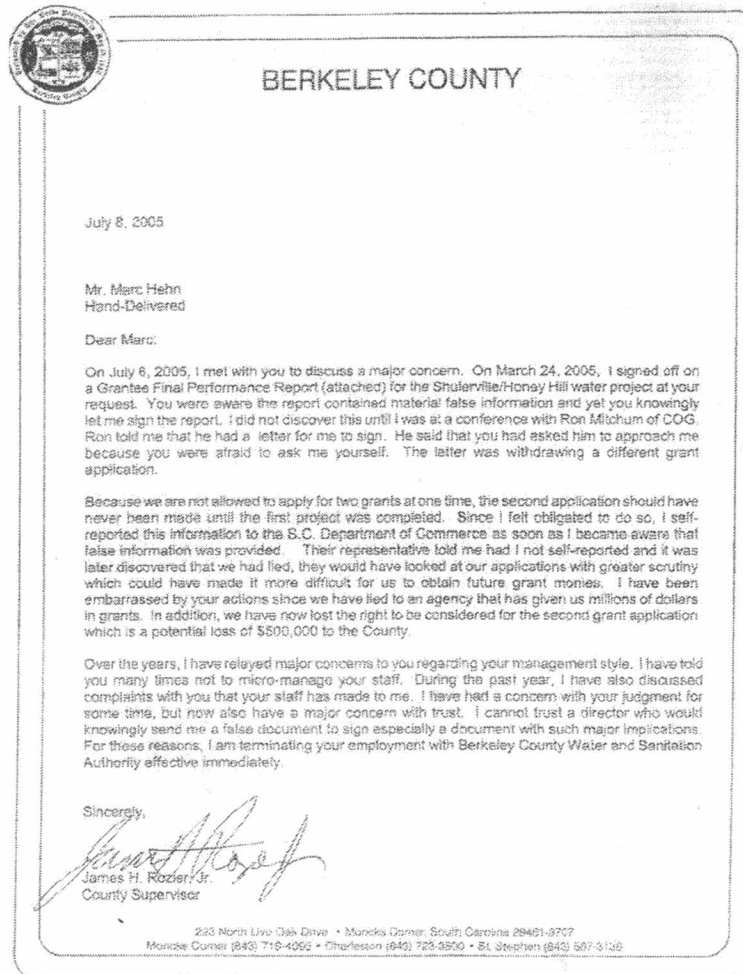 BERKELEY COUNTY
July 8, 2005
Mr. Marc Hehn
Hand-Delivered
Dear Marc:
On July 6, 2005, I met with you to discuss a major concern. On March 24, 2005, I signed off on
a Grantee Final Performance Report (attached) for the Shulerville/Honey Hill water project at your
request. You were aware the report contained material false information and yet you knowingly
let me sign the report. I did not discover this until I was at a conference with Ron Mitchum of COG.
Ron told me that he had a letter for me to sign. He said that you had asked him to approach me
because you were afraid to ask me yourself. The letter was withdrawing a different grant
application.
Because we are not allowed to apply for two grants at one time, the second application should have
never been made until the first project was completed. Since I felt obligated to do so, I self-
reported this information to the S.C. Department of Commerce as soon as I became aware that
false information was provided. Their representative told me had I not self-reported and it was
later discovered that we had lied, they would have looked at our applications with greater scrutiny
which could have made it more difficult for us to obtain future grant monies. I have been
embarrassed by your actions since we have lied to an agency that has given us millions of dollars
in grants. In addition, we have now lost the right to be considered for the second grant application
which is a potential loss of $500,000 to the County.
Over the years, I have relayed major concerns to you regarding your management style. I have told
you many times not to micro-manage your staff. During the past year, I have also discussed
complaints with you that your staff has made to me. I have had a concern with your judgment for
some time, but now also have a major concern with trust. I cannot trust a director who would
knowingly send me a false document to sign especially a document with such major implications.
For these reasons, I am terminating your employment with Berkeley County Water and Sanitation
Authority effective immediately.
Sincerely,
James H. Rozier, Jr.
County Supervisor
223 North Live Oak Drive • Moncks Corner, South Carolina 29461-3707
Moncks Corner (843) 719-4095 • Charleston (843) 723-3800 • St. Stephen (843) 567-3136